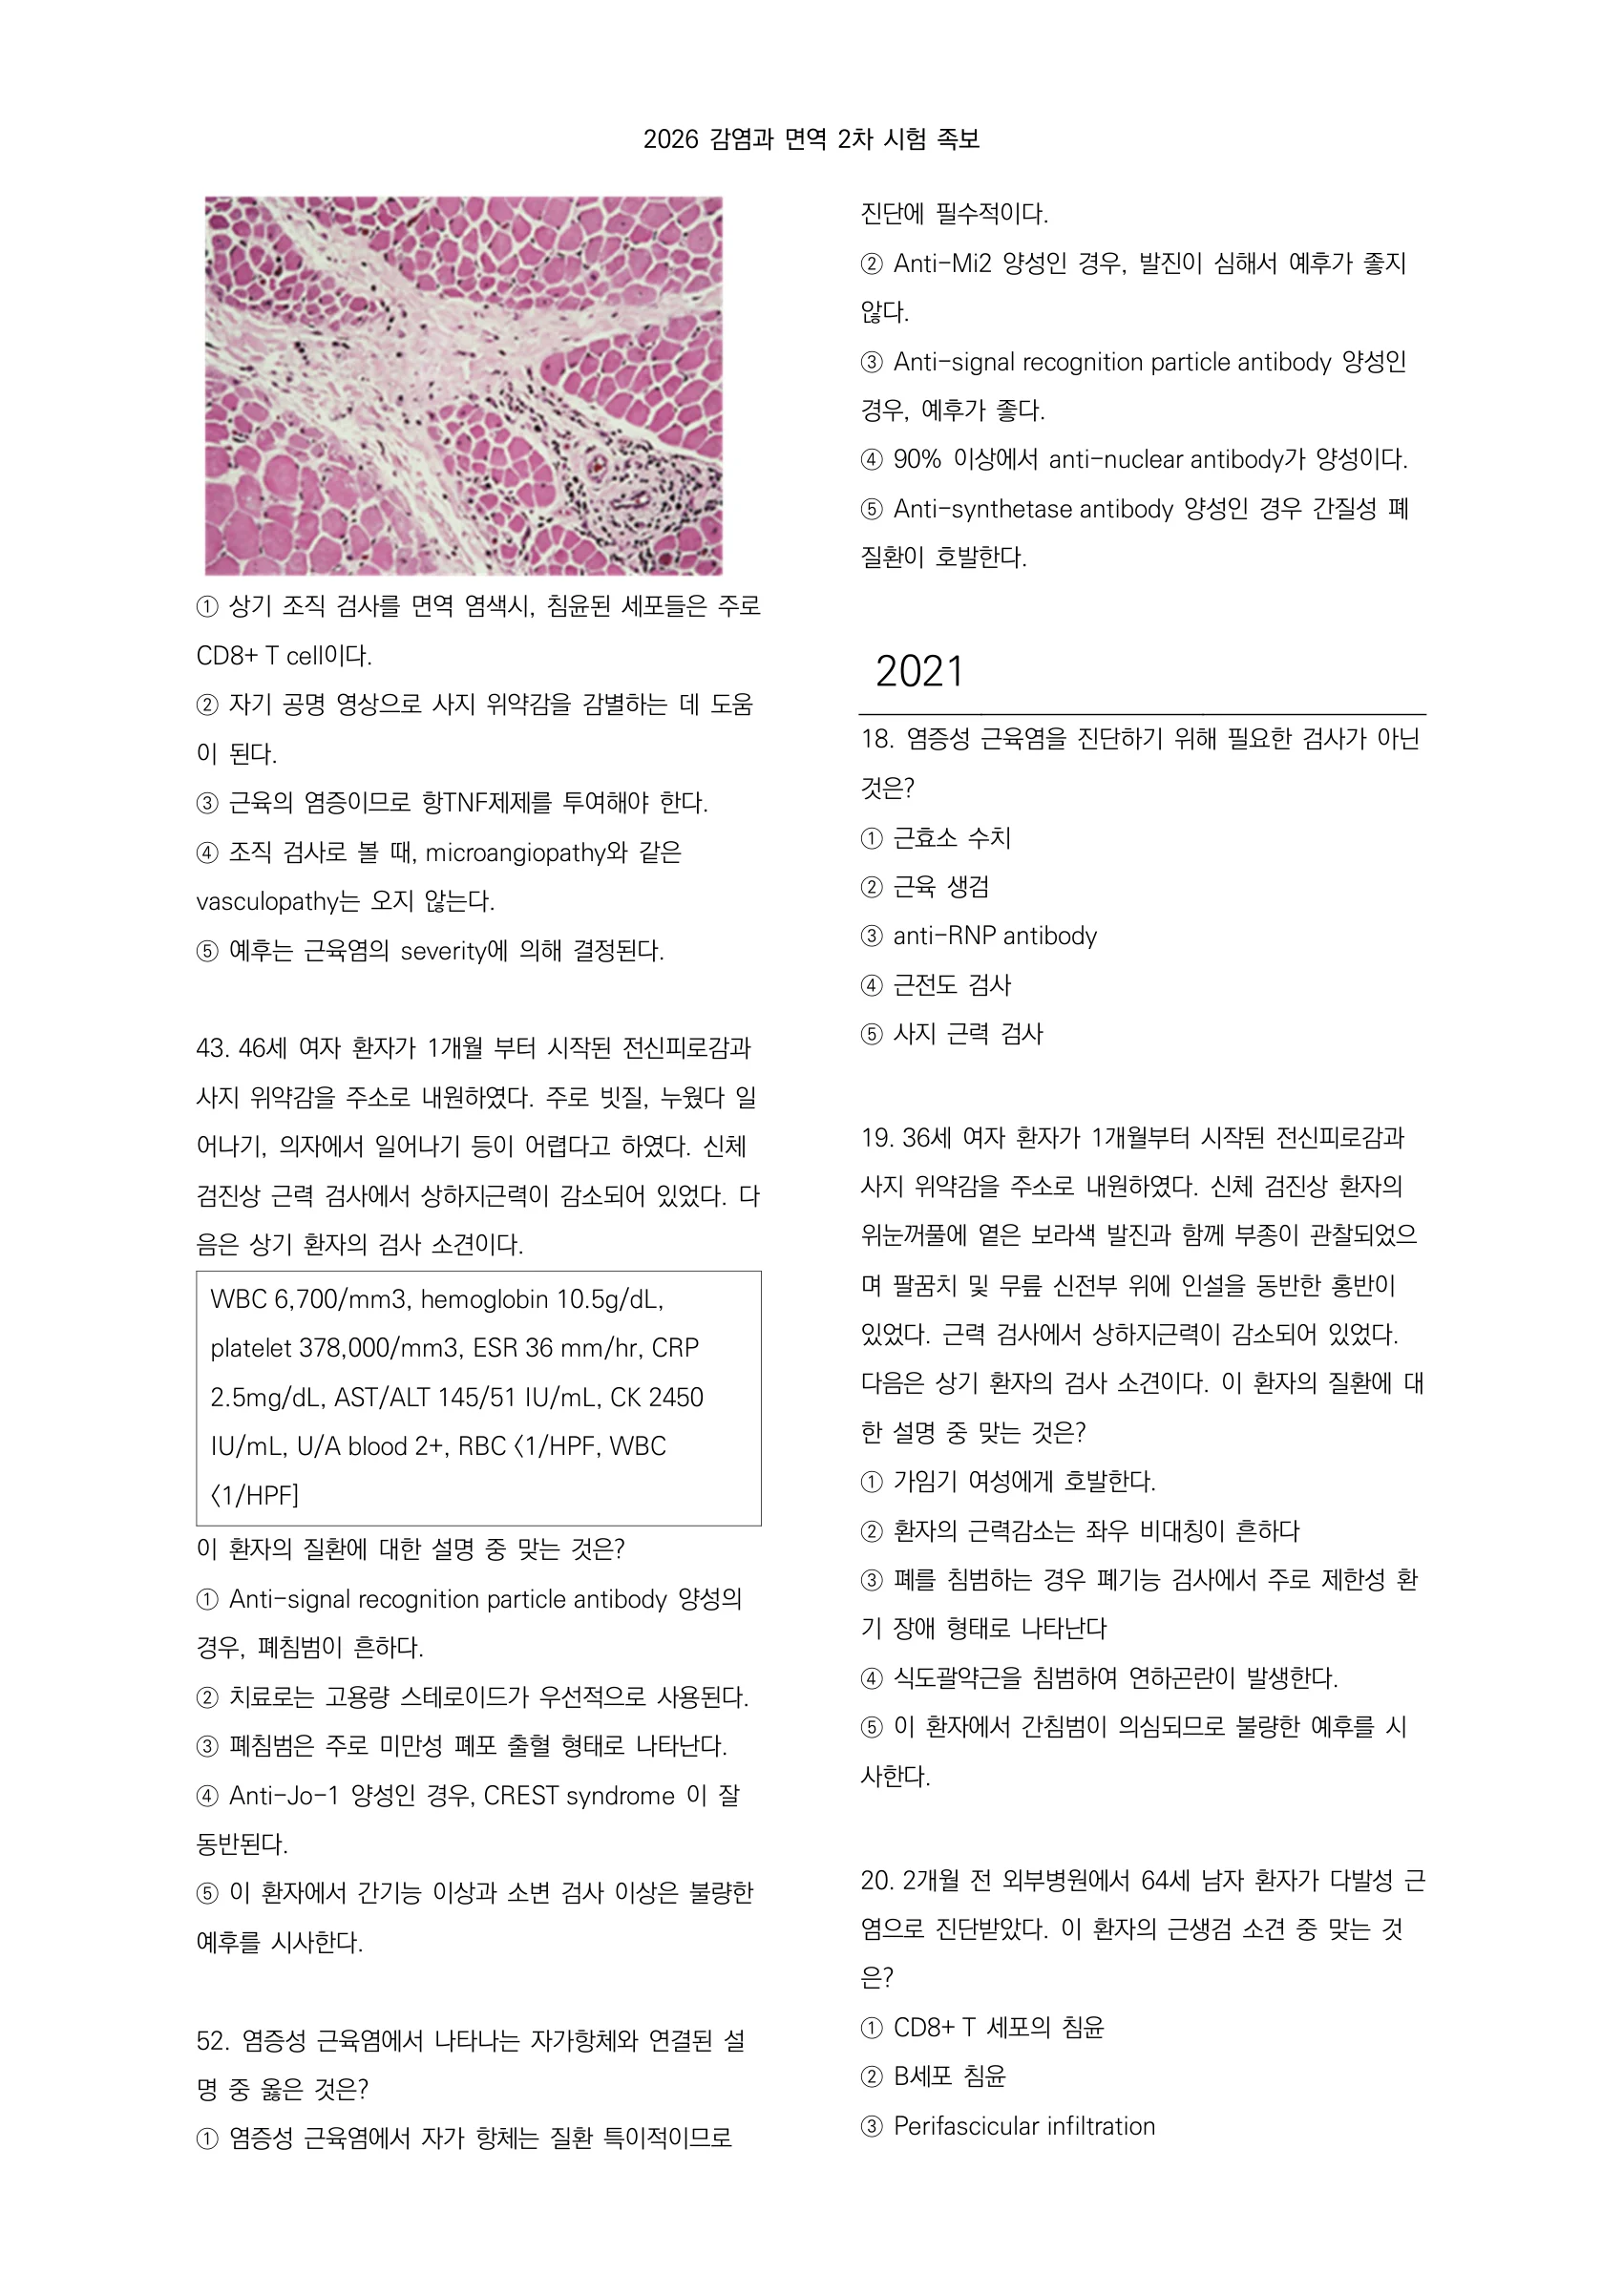 2026 감염과 면역 2차 시험 족보
① 상기 조직 검사를 면역 염색시, 침윤된 세포들은 주로
CD8+ T cell이다.
② 자기 공명 영상으로 사지 위약감을 감별하는 데 도움
이 된다.
③ 근육의 염증이므로 항TNF제제를 투여해야 한다.
④ 조직 검사로 볼 때, microangiopathy와 같은
vasculopathy는 오지 않는다.
⑤ 예후는 근육염의 severity에 의해 결정된다.
43. 46세 여자 환자가 1개월 부터 시작된 전신피로감과
사지 위약감을 주소로 내원하였다. 주로 빗질, 누웠다 일
어나기, 의자에서 일어나기 등이 어렵다고 하였다. 신체
검진상 근력 검사에서 상하지근력이 감소되어 있었다. 다
음은 상기 환자의 검사 소견이다.
WBC 6,700/mm3, hemoglobin 10.5g/dL,
platelet 378,000/mm3, ESR 36 mm/hr, CRP
2.5mg/dL, AST/ALT 145/51 IU/mL, CK 2450
IU/mL, U/A blood 2+, RBC <1/HPF, WBC
<1/HPF]
이 환자의 질환에 대한 설명 중 맞는 것은?
① Anti-signal recognition particle antibody 양성의
경우, 폐침범이 흔하다.
② 치료로는 고용량 스테로이드가 우선적으로 사용된다.
③ 폐침범은 주로 미만성 폐포 출혈 형태로 나타난다.
④ Anti-Jo-1 양성인 경우, CREST syndrome 이 잘
동반된다.
⑤ 이 환자에서 간기능 이상과 소변 검사 이상은 불량한
예후를 시사한다.
52. 염증성 근육염에서 나타나는 자가항체와 연결된 설
명 중 옳은 것은?
① 염증성 근육염에서 자가 항체는 질환 특이적이므로
진단에 필수적이다.
② Anti-Mi2 양성인 경우, 발진이 심해서 예후가 좋지
않다.
③ Anti-signal recognition particle antibody 양성인
경우, 예후가 좋다.
④ 90% 이상에서 anti-nuclear antibody가 양성이다.
⑤ Anti-synthetase antibody 양성인 경우 간질성 폐
질환이 호발한다.
2021
18. 염증성 근육염을 진단하기 위해 필요한 검사가 아닌
것은?
① 근효소 수치
② 근육 생검
③ anti-RNP antibody
④ 근전도 검사
⑤ 사지 근력 검사
19. 36세 여자 환자가 1개월부터 시작된 전신피로감과
사지 위약감을 주소로 내원하였다. 신체 검진상 환자의
위눈꺼풀에 옅은 보라색 발진과 함께 부종이 관찰되었으
며 팔꿈치 및 무릎 신전부 위에 인설을 동반한 홍반이
있었다. 근력 검사에서 상하지근력이 감소되어 있었다.
다음은 상기 환자의 검사 소견이다. 이 환자의 질환에 대
한 설명 중 맞는 것은?
① 가임기 여성에게 호발한다.
② 환자의 근력감소는 좌우 비대칭이 흔하다
③ 폐를 침범하는 경우 폐기능 검사에서 주로 제한성 환
기 장애 형태로 나타난다
④ 식도괄약근을 침범하여 연하곤란이 발생한다.
⑤ 이 환자에서 간침범이 의심되므로 불량한 예후를 시
사한다.
20. 2개월 전 외부병원에서 64세 남자 환자가 다발성 근
염으로 진단받았다. 이 환자의 근생검 소견 중 맞는 것
은?
① CD8+ T 세포의 침윤
② B세포 침윤
③ Perifascicular infiltration